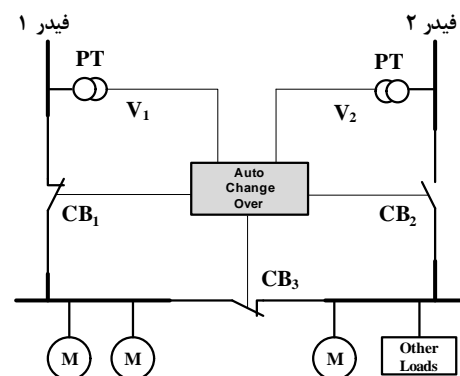 فیدر ۱
فیدر ۲
PT
PT
V1
V2
Auto
Change
Over
CB1
CB2
CB3
M
M
M
Other
Loads